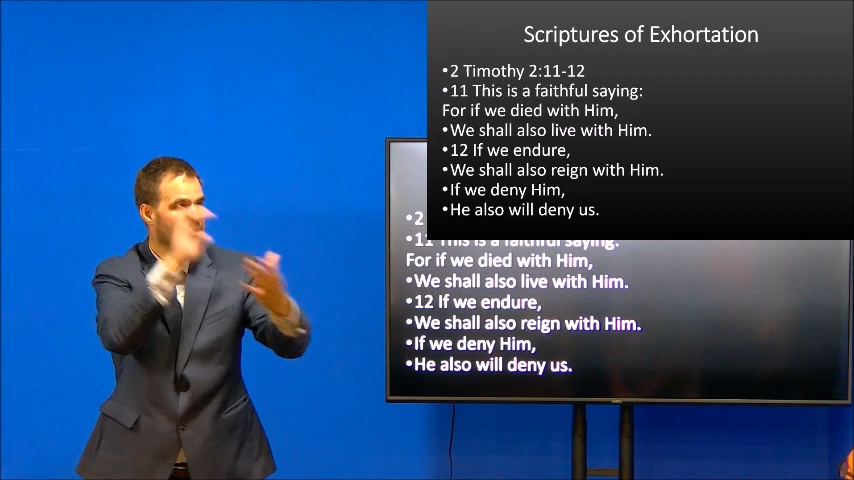 Scriptures of Exhortation
•2 Timothy 2:11-12
•11 This is a faithful saying:
For if we died with Him,
•We shall also live with Him.
•12 If we endure,
•We shall also reign with Him.
•If we deny Him,
•He also will deny us.
•2
•11 This is a faithful saying:
For if we died with Him,
•We shall also live with Him.
•12 If we endure,
•We shall also reign with Him.
•If we deny Him,
•He also will deny us.